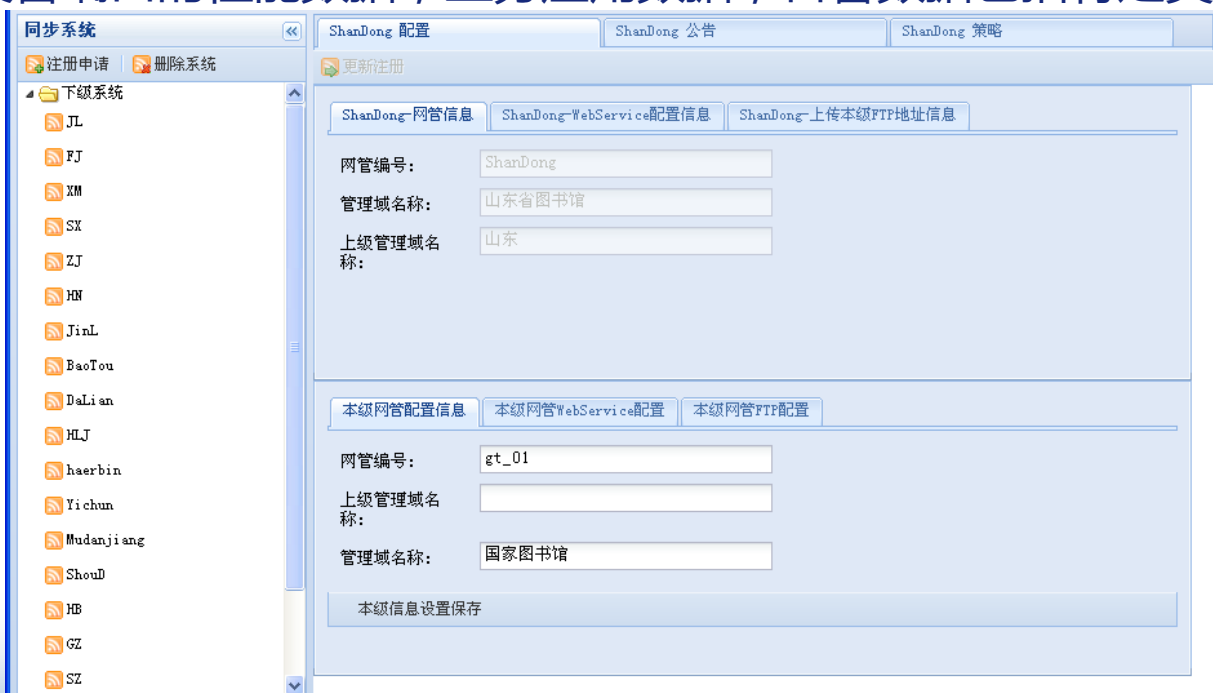 同步系统
注册申请 删除系统
下级系统
JL
FJ
XM
SX
ZJ
HN
JinL
BaoTou
DaLian
HLJ
haerbin
Yichun
Mudanjiang
ShouD
HB
GZ
SZ
ShanDong 配置 ShanDong 公告 ShanDong 策略
更新注册
ShanDong-网管信息 ShanDong-WebService配置信息 ShanDong-上传本级FTP地址信息
网管编号: ShanDong
管理域名称: 山东省图书馆
上级管理域名
称:
山东
本级网管配置信息 本级网管WebService配置 本级网管FTP配置
网管编号: gt_01
上级管理域名
称:
管理域名称: 国家图书馆
本级信息设置保存